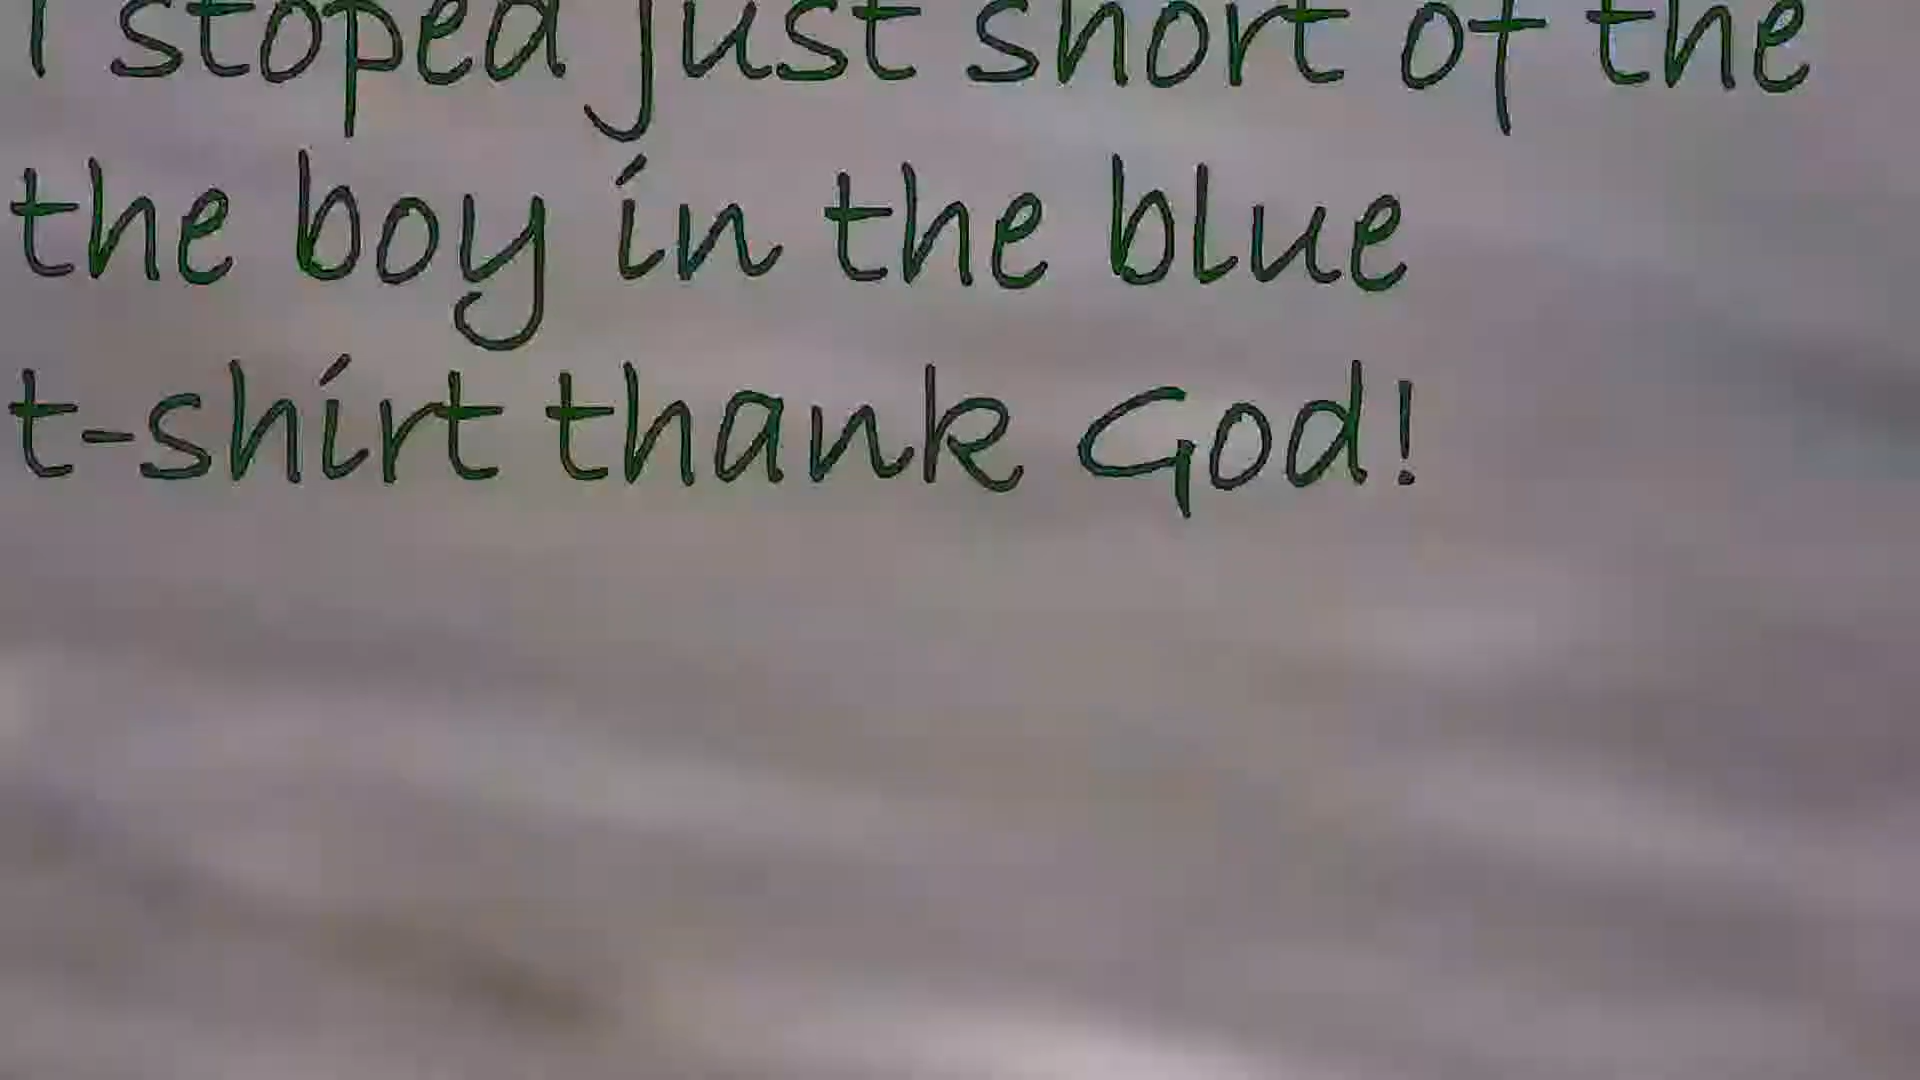 I stoped just short of the
the boy in the blue
t-shirt thank God!